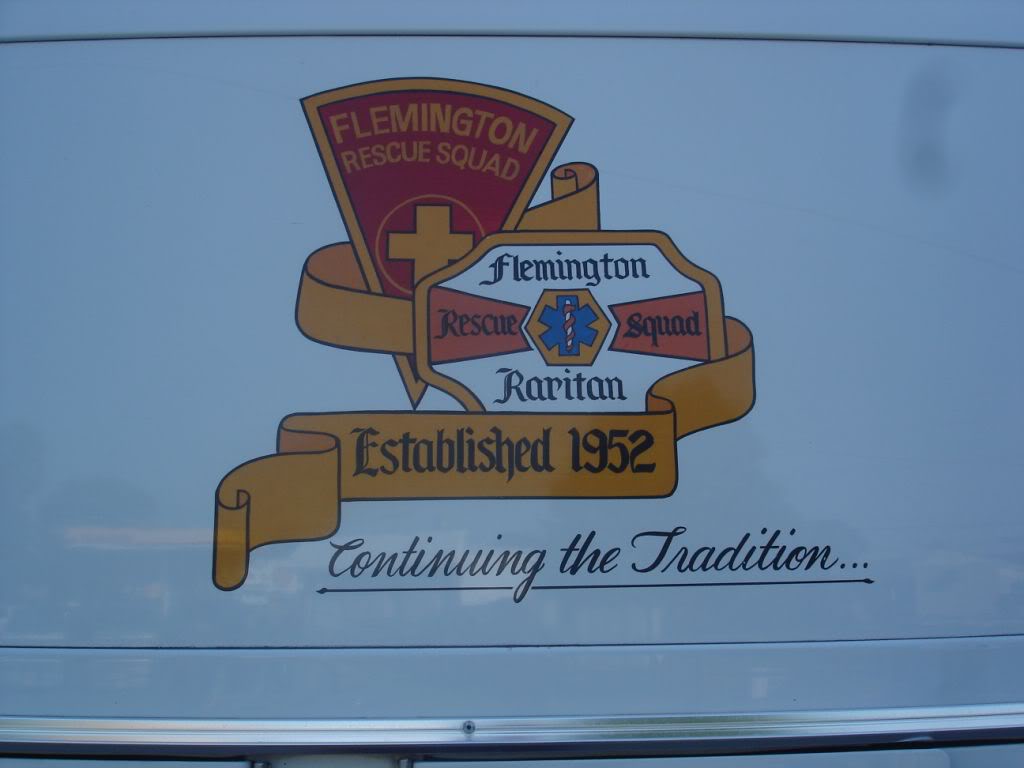 FLEMINGTON
RESCUE SQUAD
Flemington
Rescue Squad
Raritan
Established 1952
Continuing the Tradition...